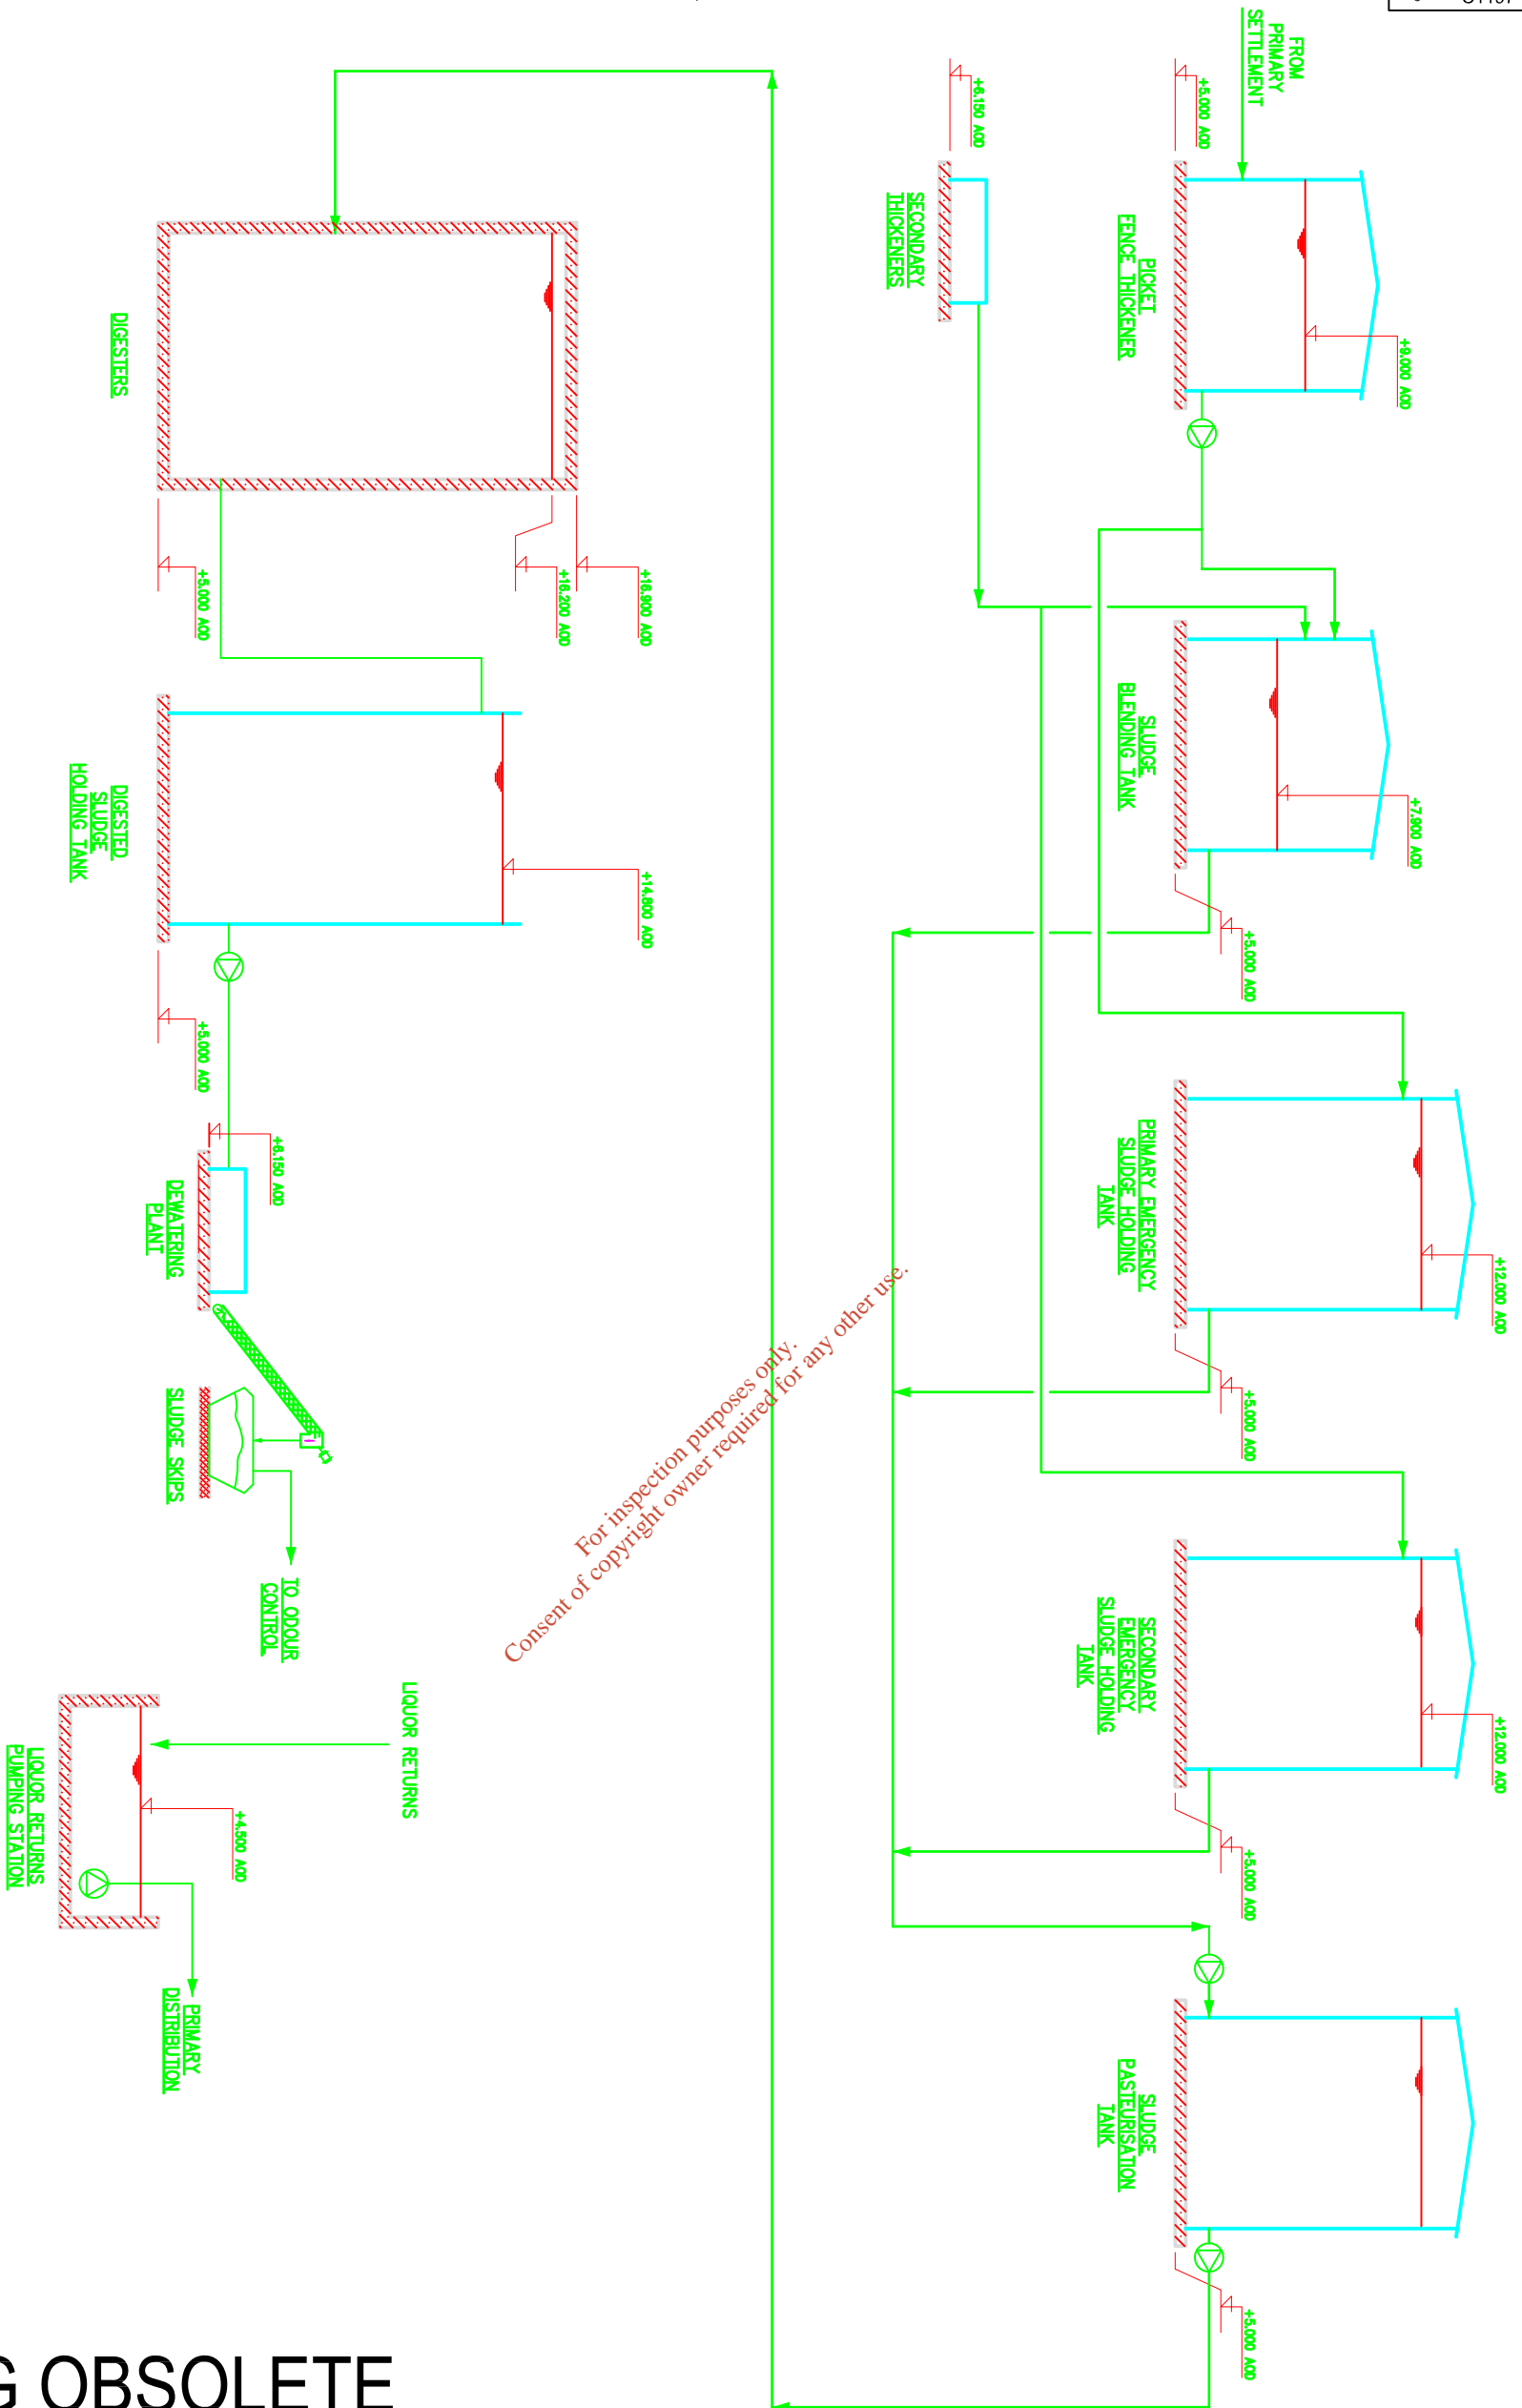 FROM
PRIMARY
SETTLEMENT
+5.000 AOD
+9.000 AOD
PICKET
FENCE THICKENER
+7.900 AOD
+5.000 AOD
SLUDGE
BLENDING TANK
+12.000 AOD
+5.000 AOD
PRIMARY EMERGENCY
SLUDGE HOLDING
TANK
+12.000 AOD
+5.000 AOD
SECONDARY
EMERGENCY
SLUDGE HOLDING
TANK
+5.000 AOD
SLUDGE
PASTEURISATION
TANK
+6.150 AOD
SECONDARY
THICKENERS
+16.900 AOD
+16.200 AOD
+5.000 AOD
DIGESTERS
+14.800 AOD
+5.000 AOD
DIGESTED
SLUDGE
HOLDING TANK
+6.150 AOD
DEWATERING
PLANT
SLUDGE SKIPS
TO ODOUR
CONTROL
LIQUOR RETURNS
+4.500 AOD
LIQUOR RETURNS
PUMPING STATION
PRIMARY
DISTRIBUTION
For inspection purposes only.
Consent of copyright owner required for any other use.
G OBSOLETE